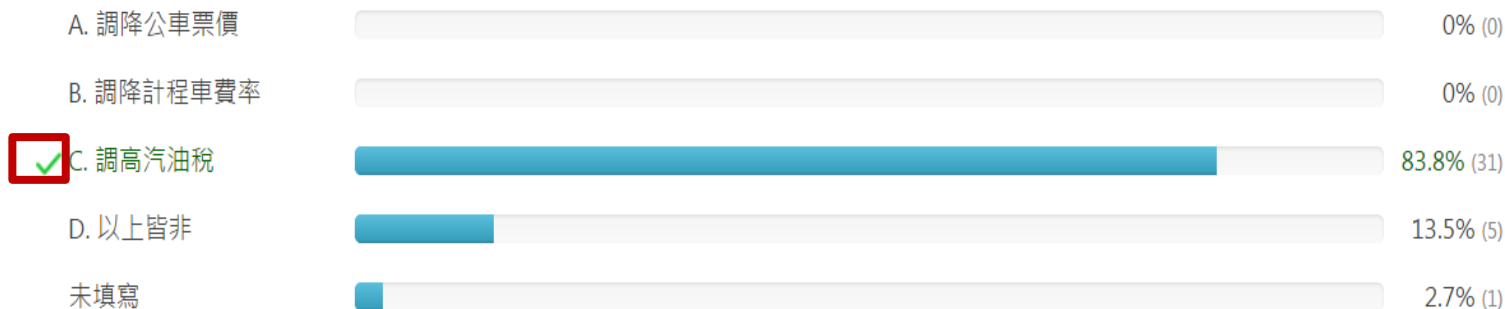 A. 調降公車票價 0% (0)
B. 調降計程車費率 0% (0)
C. 調高汽油稅 83.8% (31)
D. 以上皆非 13.5% (5)
未填寫 2.7% (1)